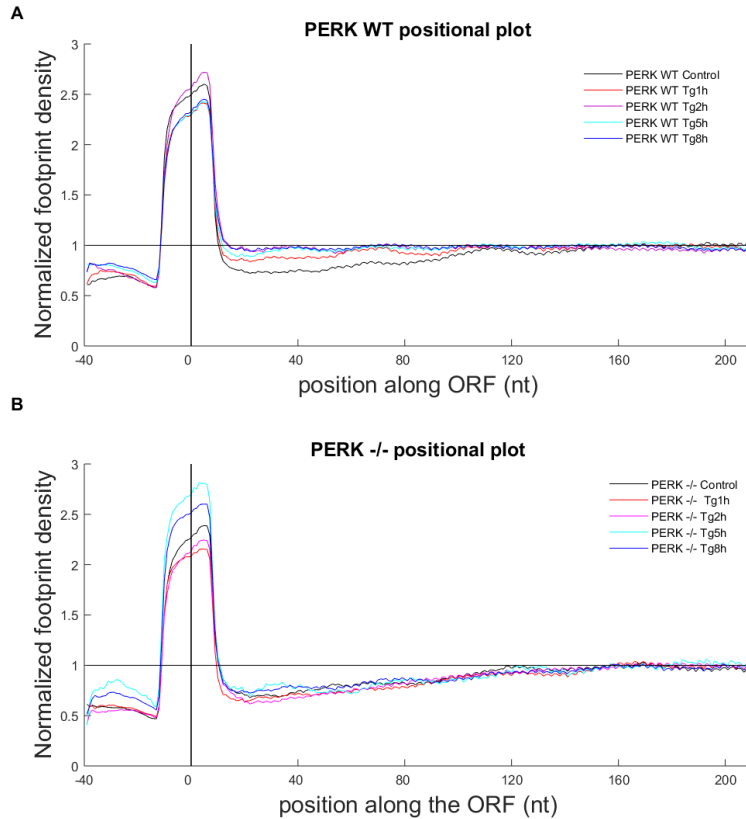 A
PERK WT positional plot
Normalized footprint density
3
2.5
2
1.5
1
0.5
0
-40
0
40
80
120
160
200
position along ORF (nt)
PERK WT Control
PERK WT Tg1h
PERK WT Tg2h
PERK WT Tg5h
PERK WT Tg8h
B
PERK -/- positional plot
Normalized footprint density
3
2.5
2
1.5
1
0.5
0
-40
0
40
80
120
160
200
position along the ORF (nt)
PERK -/- Control
PERK -/- Tg1h
PERK -/- Tg2h
PERK -/- Tg5h
PERK -/- Tg8h